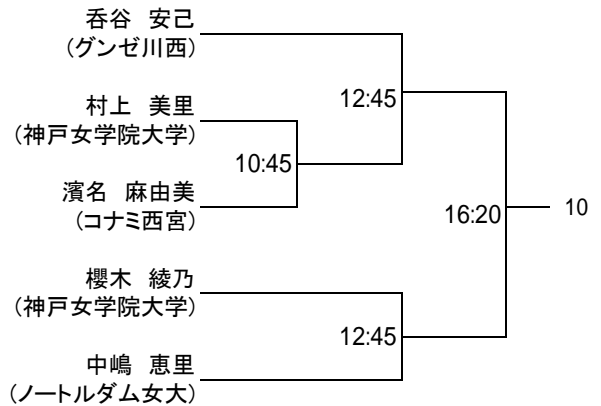 呑谷 安己
(グンゼ川西)
12:45
村上 美里
(神戸女学院大学)
10:45
濱名 麻由美
(コナミ西宮)
16:20
10
櫻木 綾乃
(神戸女学院大学)
12:45
中嶋 恵里
(ノートルダム女大)